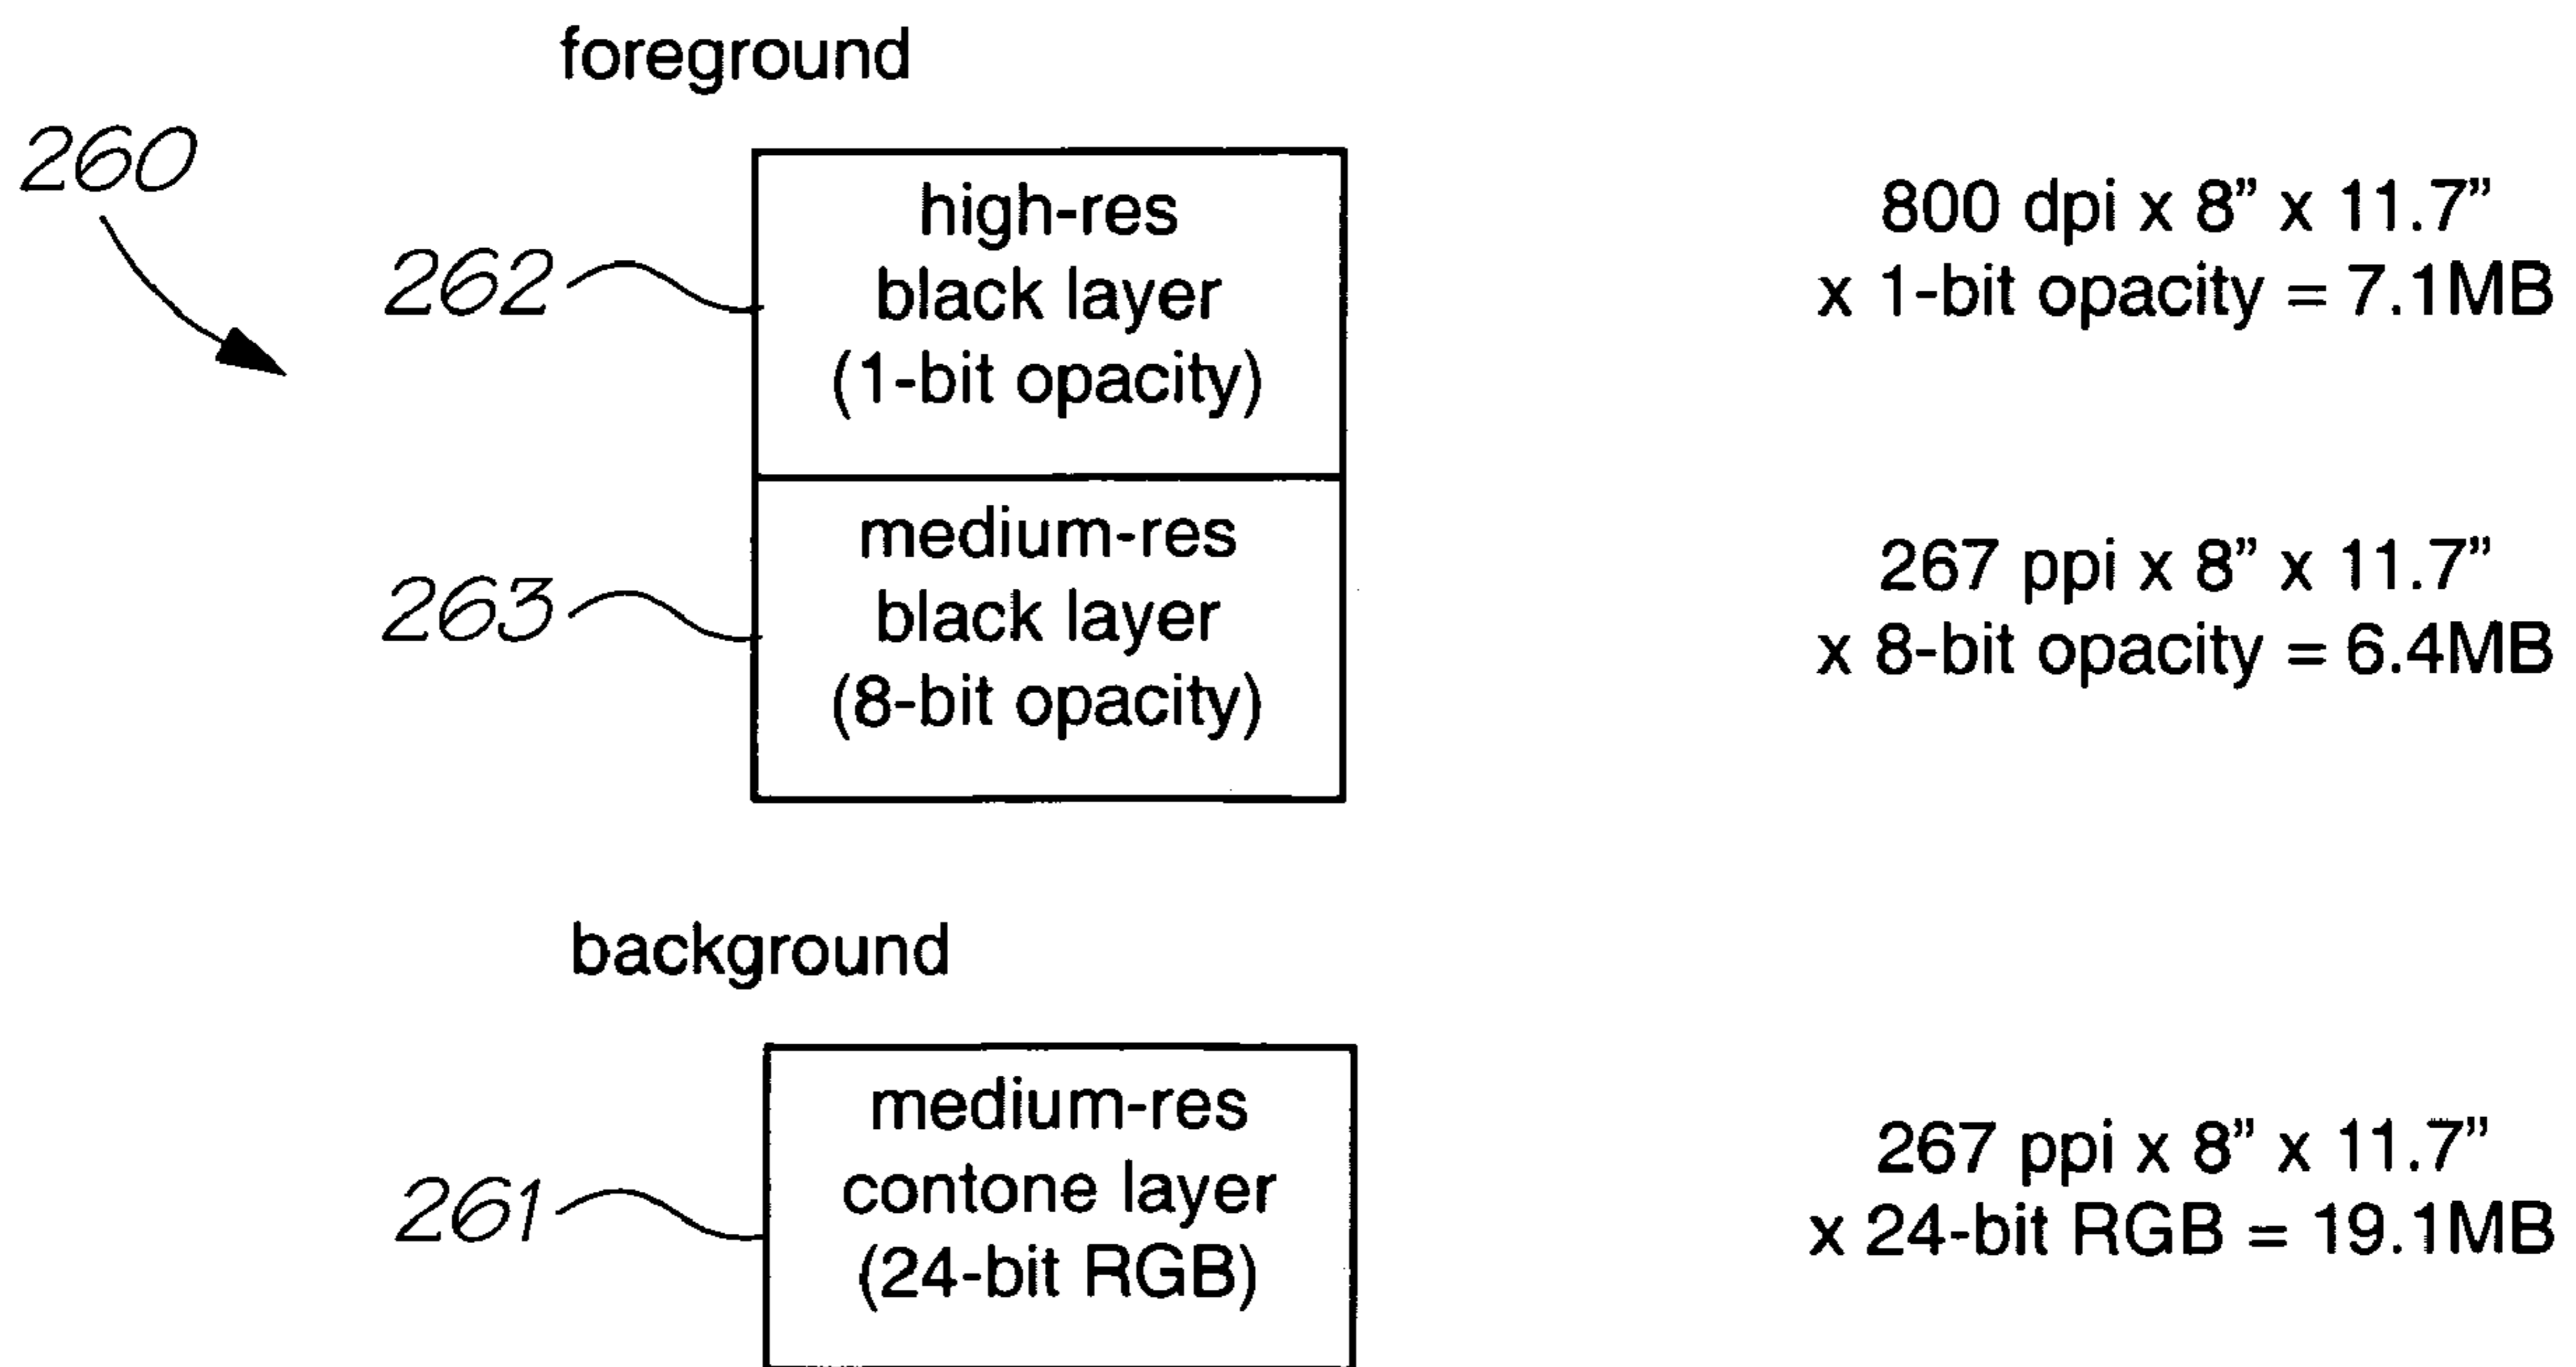 foreground
260
262
high-res
black layer
(1-bit opacity)
800 dpi x 8” x 11.7”
x 1-bit opacity = 7.1MB
263
medium-res
black layer
(8-bit opacity)
267 ppi x 8” x 11.7”
x 8-bit opacity = 6.4MB
background
261
medium-res
contone layer
(24-bit RGB)
267 ppi x 8” x 11.7”
x 24-bit RGB = 19.1MB